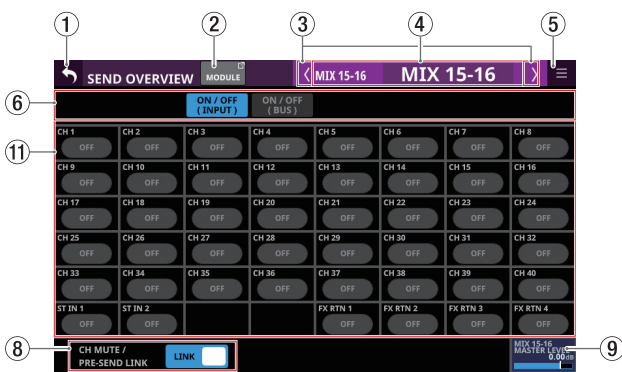 1
2
3
4
5
SEND OVERVIEW
MODULE
MIX 15-16
MIX 15-16
6
ON / OFF
( INPUT )
ON / OFF
( BUS )
11
CH 1 CH 2 CH 3 CH 4 CH 5 CH 6 CH 7 CH 8
OFF OFF OFF OFF OFF OFF OFF OFF
CH 9 CH 10 CH 11 CH 12 CH 13 CH 14 CH 15 CH 16
OFF OFF OFF OFF OFF OFF OFF OFF
CH 17 CH 18 CH 19 CH 20 CH 21 CH 22 CH 23 CH 24
OFF OFF OFF OFF OFF OFF OFF OFF
CH 25 CH 26 CH 27 CH 28 CH 29 CH 30 CH 31 CH 32
OFF OFF OFF OFF OFF OFF OFF OFF
CH 33 CH 34 CH 35 CH 36 CH 37 CH 38 CH 39 CH 40
OFF OFF OFF OFF OFF OFF OFF OFF
ST IN 1 ST IN 2 FX RTN 1 FX RTN 2 FX RTN 3 FX RTN 4
OFF OFF OFF OFF OFF OFF
8
CH MUTE /
PRE-SEND LINK
LINK
MIX 15-16
MASTER LEVEL
0.00dB
9